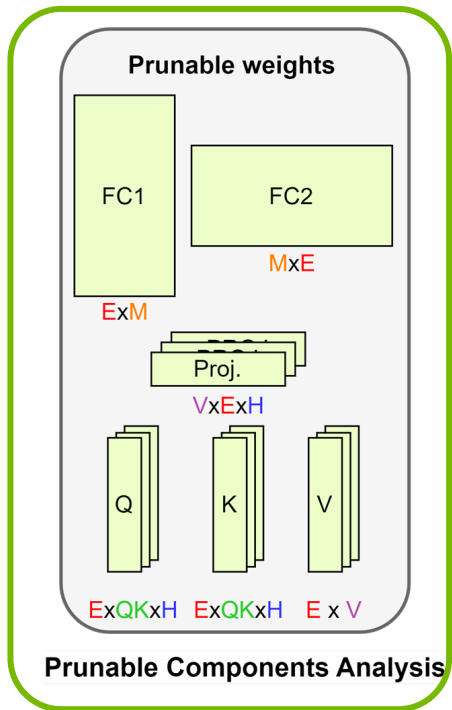 Prunable weights
FC1
FC2
MxE
ExM
Proj.
VxExH
Q
K
V
ExQKxH ExQKxH E x V
Prunable Components Analysis